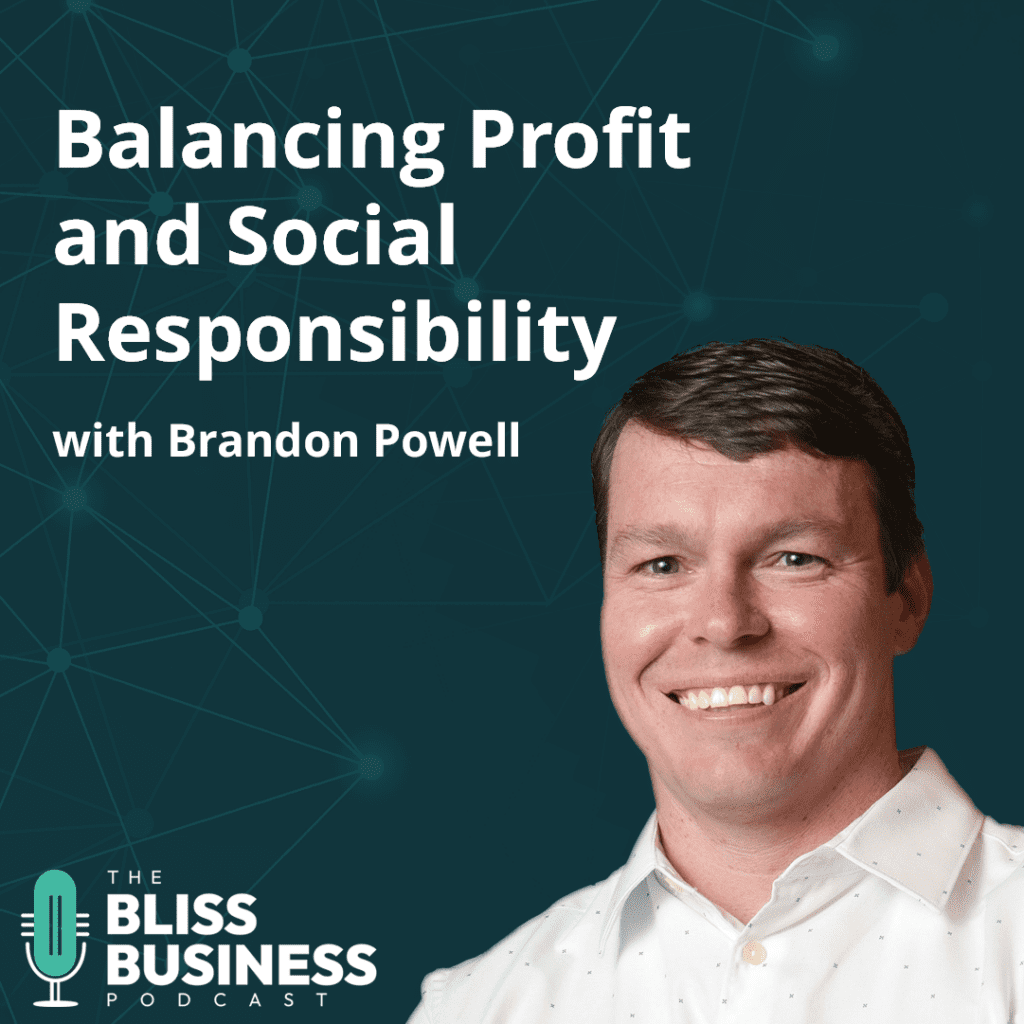 Balancing Profit
and Social
Responsibility
with Brandon Powell
THE
BLISS
BUSINESS
PODCAST